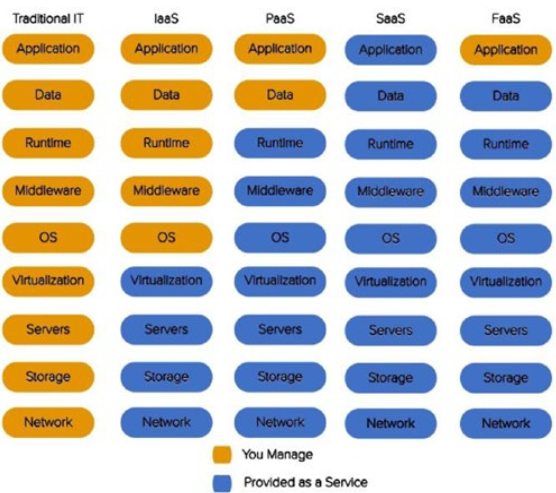 Traditional IT IaaS PaaS SaaS FaaS
Application Application Application Application Application
Data Data Data Data Data
Runtime Runtime Runtime Runtime Runtime
Middleware Middleware Middleware Middleware Middleware
OS OS OS OS OS
Virtualization Virtualization Virtualization Virtualization Virtualization
Servers Servers Servers Servers Servers
Storage Storage Storage Storage Storage
Network Network Network Network Network
You Manage
Provided as a Service